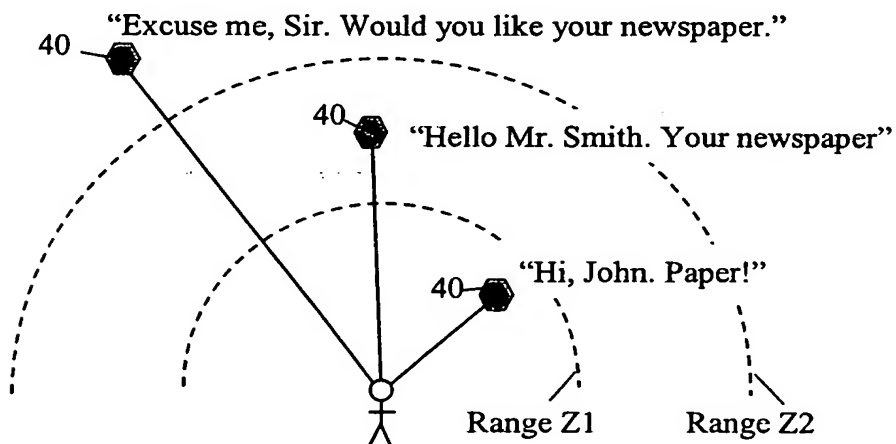 “Excuse me, Sir. Would you like your newspaper.”
40
40
“Hello Mr. Smith. Your newspaper”
40
“Hi, John. Paper!”
Range Z1
Range Z2